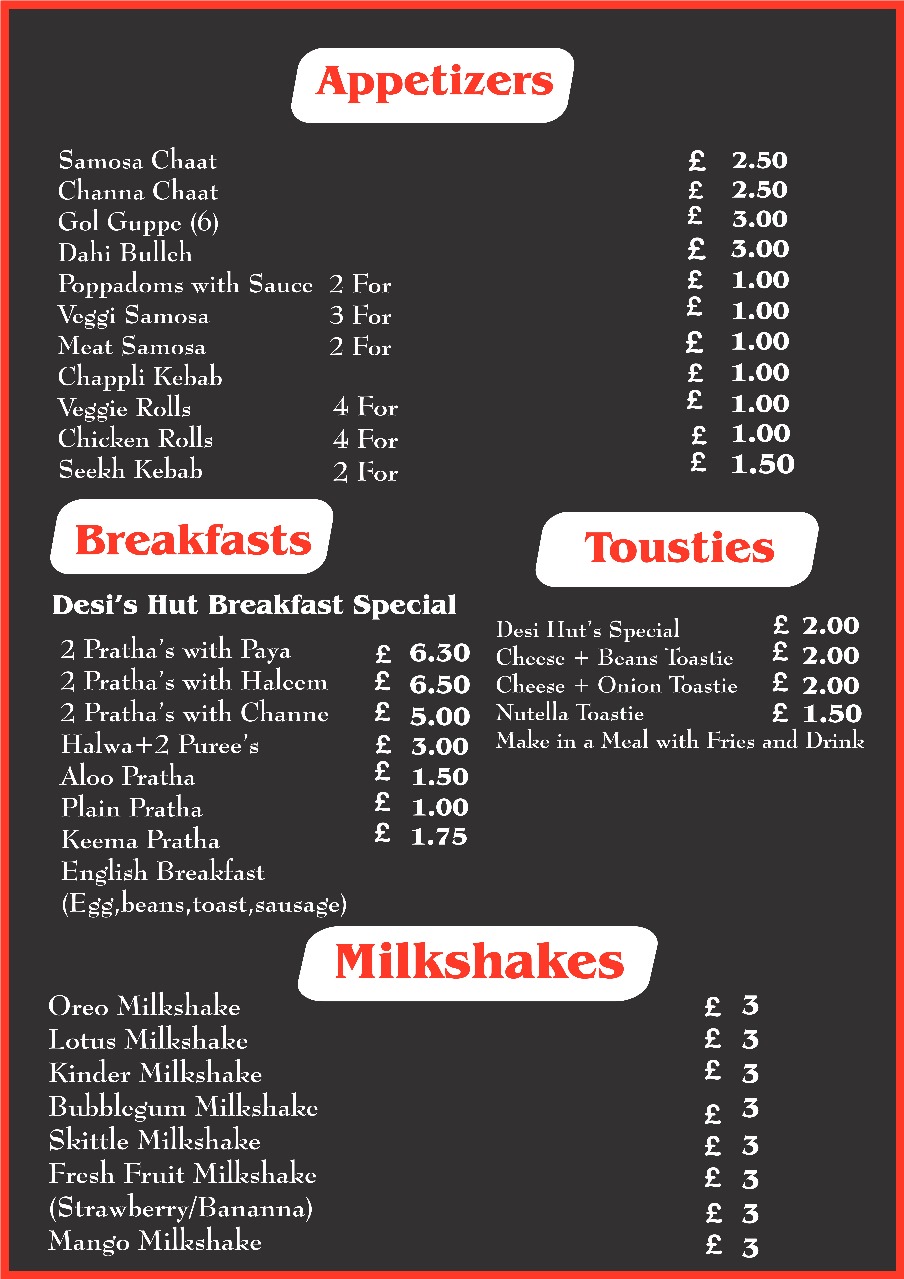 Appetizers
Samosa Chaat £ 2.50
Channa Chaat £ 2.50
Gol Guppe (6) £ 3.00
Dahi Bulleh £ 3.00
Poppadoms with Sauce 2 For £ 1.00
Veggi Samosa 3 For £ 1.00
Meat Samosa 2 For £ 1.00
Chappli Kebab £ 1.00
Veggie Rolls 4 For £ 1.00
Chicken Rolls 4 For £ 1.00
Seekh Kebab 2 For £ 1.50
Breakfasts
Desi's Hut Breakfast Special
2 Pratha's with Paya £ 6.30
2 Pratha's with Haleem £ 6.50
2 Pratha's with Channe £ 5.00
Halwa+2 Puree's £ 3.00
Aloo Pratha £ 1.50
Plain Pratha £ 1.00
Keema Pratha £ 1.75
English Breakfast
(Egg,beans,toast,sausage)
Tousties
Desi Hut's Special £ 2.00
Cheese + Beans Toastie £ 2.00
Cheese + Onion Toastie £ 2.00
Nutella Toastie £ 1.50
Make in a Meal with Fries and Drink
Milkshakes
Oreo Milkshake £ 3
Lotus Milkshake £ 3
Kinder Milkshake £ 3
Bubblegum Milkshake £ 3
Skittle Milkshake £ 3
Fresh Fruit Milkshake £ 3
(Strawberry/Bananna) £ 3
Mango Milkshake £ 3